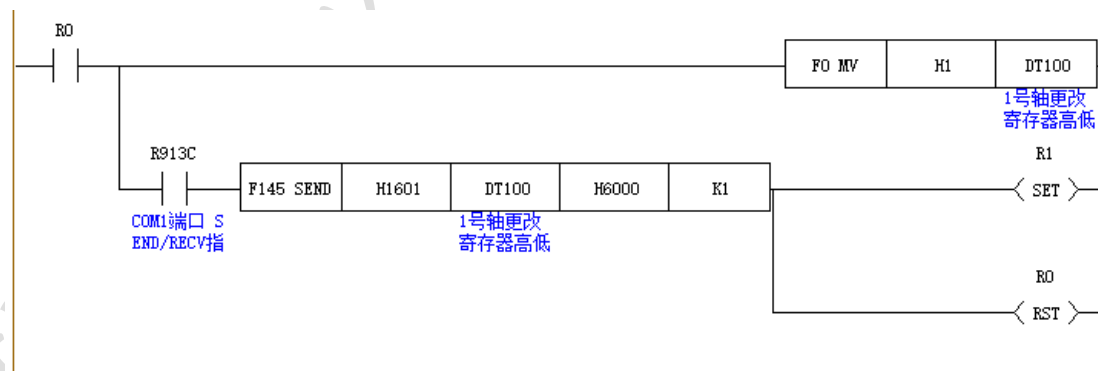 R0
F0 MV H1 DT100
1号轴更改
寄存器高低
R913C
R1
F145 SEND H1601 DT100 H6000 K1
SET
COM1端口 S
END/RECV指
1号轴更改
寄存器高低
R0
RST